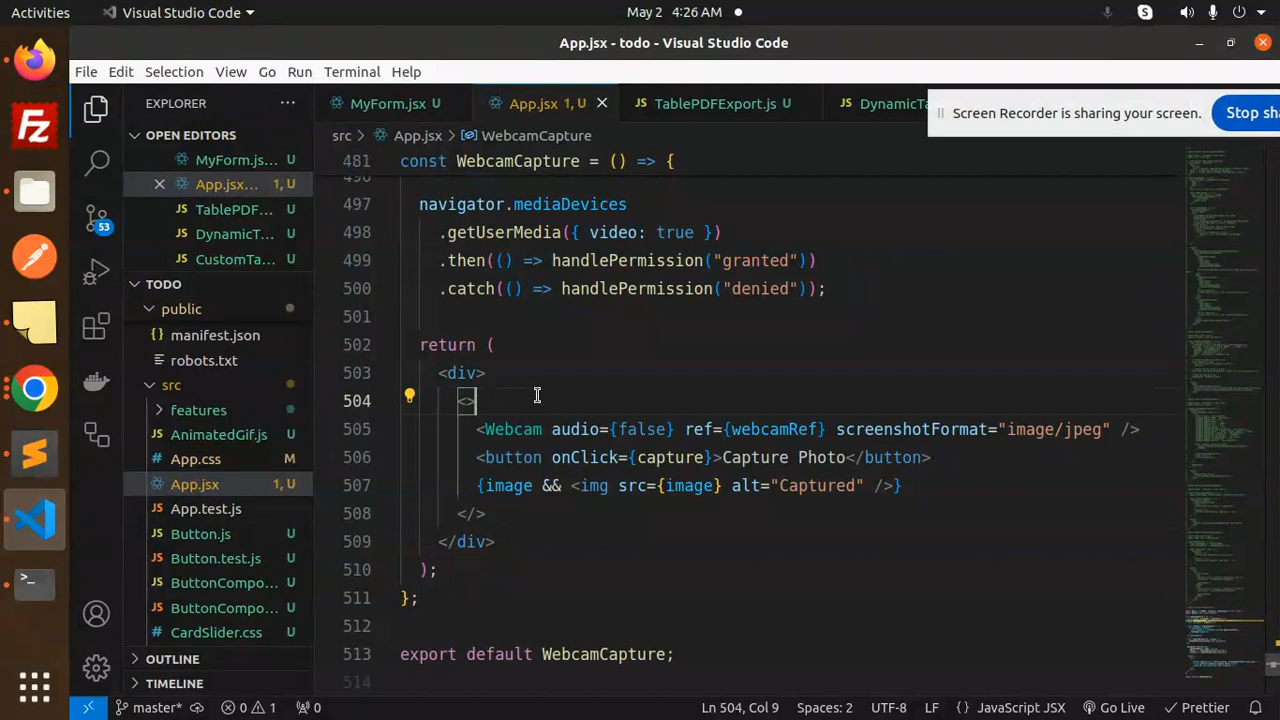 Activities Visual Studio Code May 2 4:26 AM
App.jsx - todo - Visual Studio Code
File Edit Selection View Go Run Terminal Help
EXPLORER
MyForm.jsx U App.jsx 1, U TablePDFExport.js U DynamicTa
Screen Recorder is sharing your screen. Stop sha
OPEN EDITORS
src > App.jsx > WebcamCapture
MyForm.js... U
App.jsx... 1, U
TablePDF... U
DynamicT... U
CustomTa... U
TODO
public
manifest.json
robots.txt
src
features
AnimatedGif.js U
App.css M
App.jsx 1, U
App.test.js
Button.js U
Button.test.js U
ButtonCompo... U
ButtonCompo... U
CardSlider.css U
OUTLINE
TIMELINE
53
481 const WebcamCapture = () => {
496
497 navigator.mediaDevices
498 .getUserMedia({ video: true })
499 .then(() => handlePermission("granted"))
500 .catch(() => handlePermission("denied"));
501
502 return (
503 <div>
504 <>
505 <Webcam audio={false} ref={webcamRef} screenshotFormat="image/jpeg" />
506 <button onClick={capture}>Capture Photo</button>
507 {image && <img src={image} alt="Captured" />}
508 </>
509 </div>
510 );
511 };
512
513 export default WebcamCapture;
514
master* 0 1 0 Ln 504, Col 9 Spaces: 2 UTF-8 LF {} JavaScript JSX Go Live Prettier